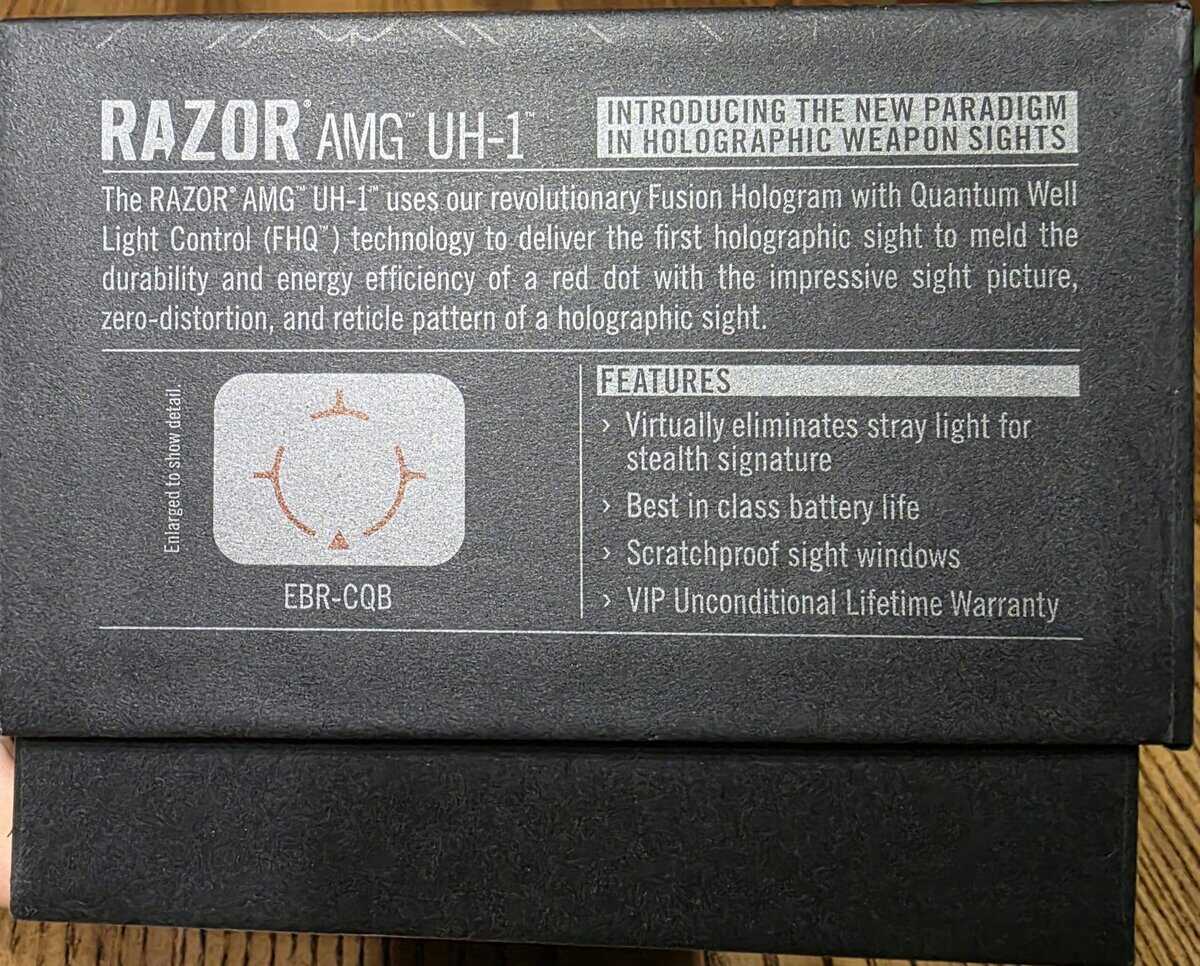 RAZOR® AMG™ UH-1™
INTRODUCING THE NEW PARADIGM
IN HOLOGRAPHIC WEAPON SIGHTS
The RAZOR® AMG™ UH-1™ uses our revolutionary Fusion Hologram with Quantum Well
Light Control (FHQ™) technology to deliver the first holographic sight to meld the
durability and energy efficiency of a red dot with the impressive sight picture,
zero-distortion, and reticle pattern of a holographic sight.
Enlarged to show detail.
EBR-CQB
FEATURES
› Virtually eliminates stray light for
stealth signature
› Best in class battery life
› Scratchproof sight windows
› VIP Unconditional Lifetime Warranty